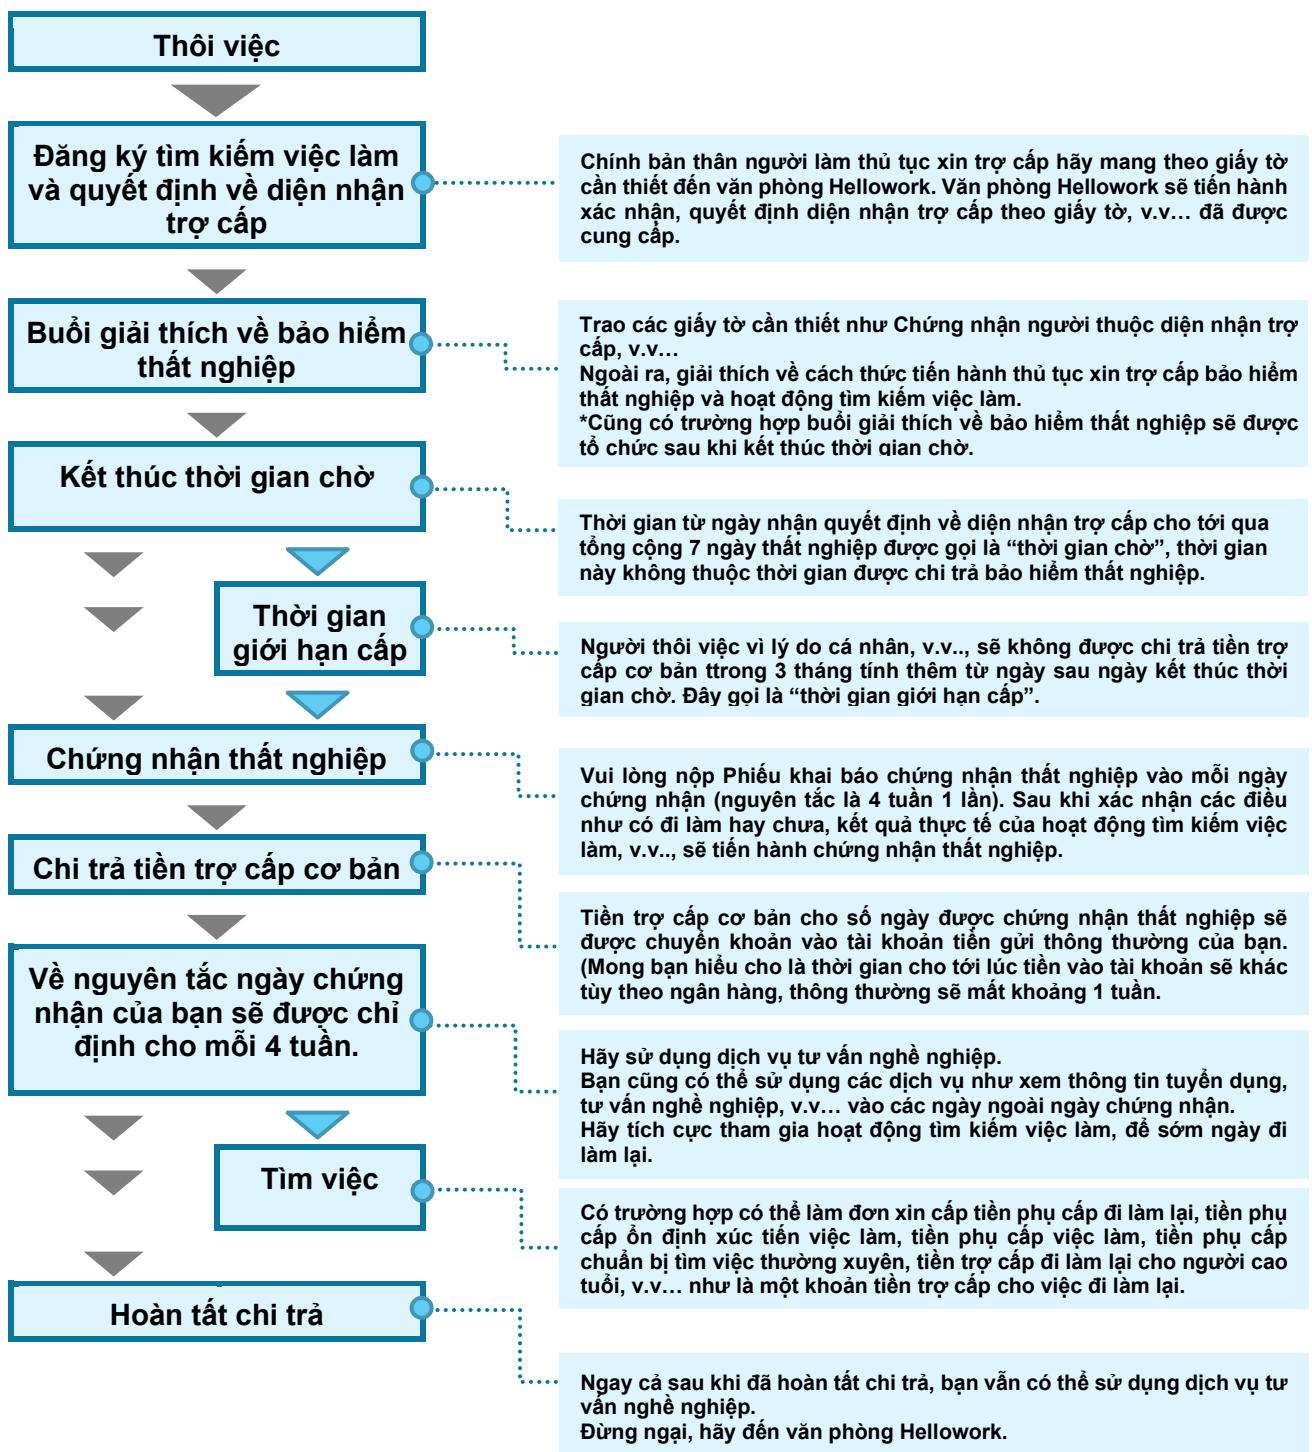 Thôi việc
Đăng ký tìm kiếm việc làm
và quyết định về diện nhận
trợ cấp
Chính bản thân người làm thủ tục xin trợ cấp hãy mang theo giấy tờ
cần thiết đến văn phòng Hellowork. Văn phòng Hellowork sẽ tiến hành
xác nhận, quyết định diện nhận trợ cấp theo giấy tờ, v.v… đã được
cung cấp.
Buổi giải thích về bảo hiểm
thất nghiệp
Trao các giấy tờ cần thiết như Chứng nhận người thuộc diện nhận trợ
cấp, v.v…
Ngoài ra, giải thích về cách thức tiến hành thủ tục xin trợ cấp bảo hiểm
thất nghiệp và hoạt động tìm kiếm việc làm.
*Cũng có trường hợp buổi giải thích về bảo hiểm thất nghiệp sẽ được
tổ chức sau khi kết thúc thời gian chờ.
Kết thúc thời gian chờ
Thời gian từ ngày nhận quyết định về diện nhận trợ cấp cho tới qua
tổng cộng 7 ngày thất nghiệp được gọi là “thời gian chờ”, thời gian
này không thuộc thời gian được chi trả bảo hiểm thất nghiệp.
Thời gian
giới hạn cấp
Người thôi việc vì lý do cá nhân, v.v.., sẽ không được chi trả tiền trợ
cấp cơ bản ttrong 3 tháng tính thêm từ ngày sau ngày kết thúc thời
gian chờ. Đây gọi là “thời gian giới hạn cấp”.
Chứng nhận thất nghiệp
Vui lòng nộp Phiếu khai báo chứng nhận thất nghiệp vào mỗi ngày
chứng nhận (nguyên tắc là 4 tuần 1 lần). Sau khi xác nhận các điều
như có đi làm hay chưa, kết quả thực tế của hoạt động tìm kiếm việc
làm, v.v.., sẽ tiến hành chứng nhận thất nghiệp.
Chi trả tiền trợ cấp cơ bản
Tiền trợ cấp cơ bản cho số ngày được chứng nhận thất nghiệp sẽ
được chuyển khoản vào tài khoản tiền gửi thông thường của bạn.
(Mong bạn hiểu cho là thời gian cho tới lúc tiền vào tài khoản sẽ khác
tùy theo ngân hàng, thông thường sẽ mất khoảng 1 tuần.
Về nguyên tắc ngày chứng
nhận của bạn sẽ được chỉ
định cho mỗi 4 tuần.
Hãy sử dụng dịch vụ tư vấn nghề nghiệp.
Bạn cũng có thể sử dụng các dịch vụ như xem thông tin tuyển dụng,
tư vấn nghề nghiệp, v.v… vào các ngày ngoài ngày chứng nhận.
Hãy tích cực tham gia hoạt động tìm kiếm việc làm, để sớm ngày đi
làm lại.
Tìm việc
Có trường hợp có thể làm đơn xin cấp tiền phụ cấp đi làm lại, tiền phụ
cấp ổn định xúc tiến việc làm, tiền phụ cấp việc làm, tiền phụ cấp
chuẩn bị tìm việc thường xuyên, tiền trợ cấp đi làm lại cho người cao
tuổi, v.v… như là một khoản tiền trợ cấp cho việc đi làm lại.
Hoàn tất chi trả
Ngay cả sau khi đã hoàn tất chi trả, bạn vẫn có thể sử dụng dịch vụ tư
vấn nghề nghiệp.
Đừng ngại, hãy đến văn phòng Hellowork.